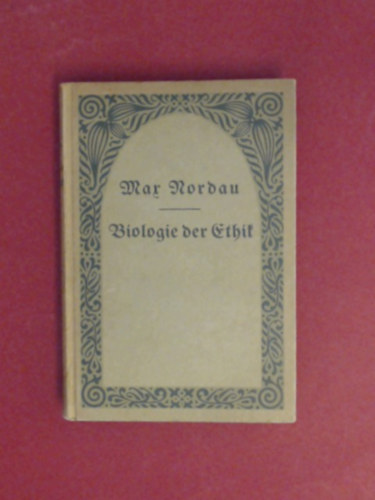 Max Nordau
Biologie der Ethik